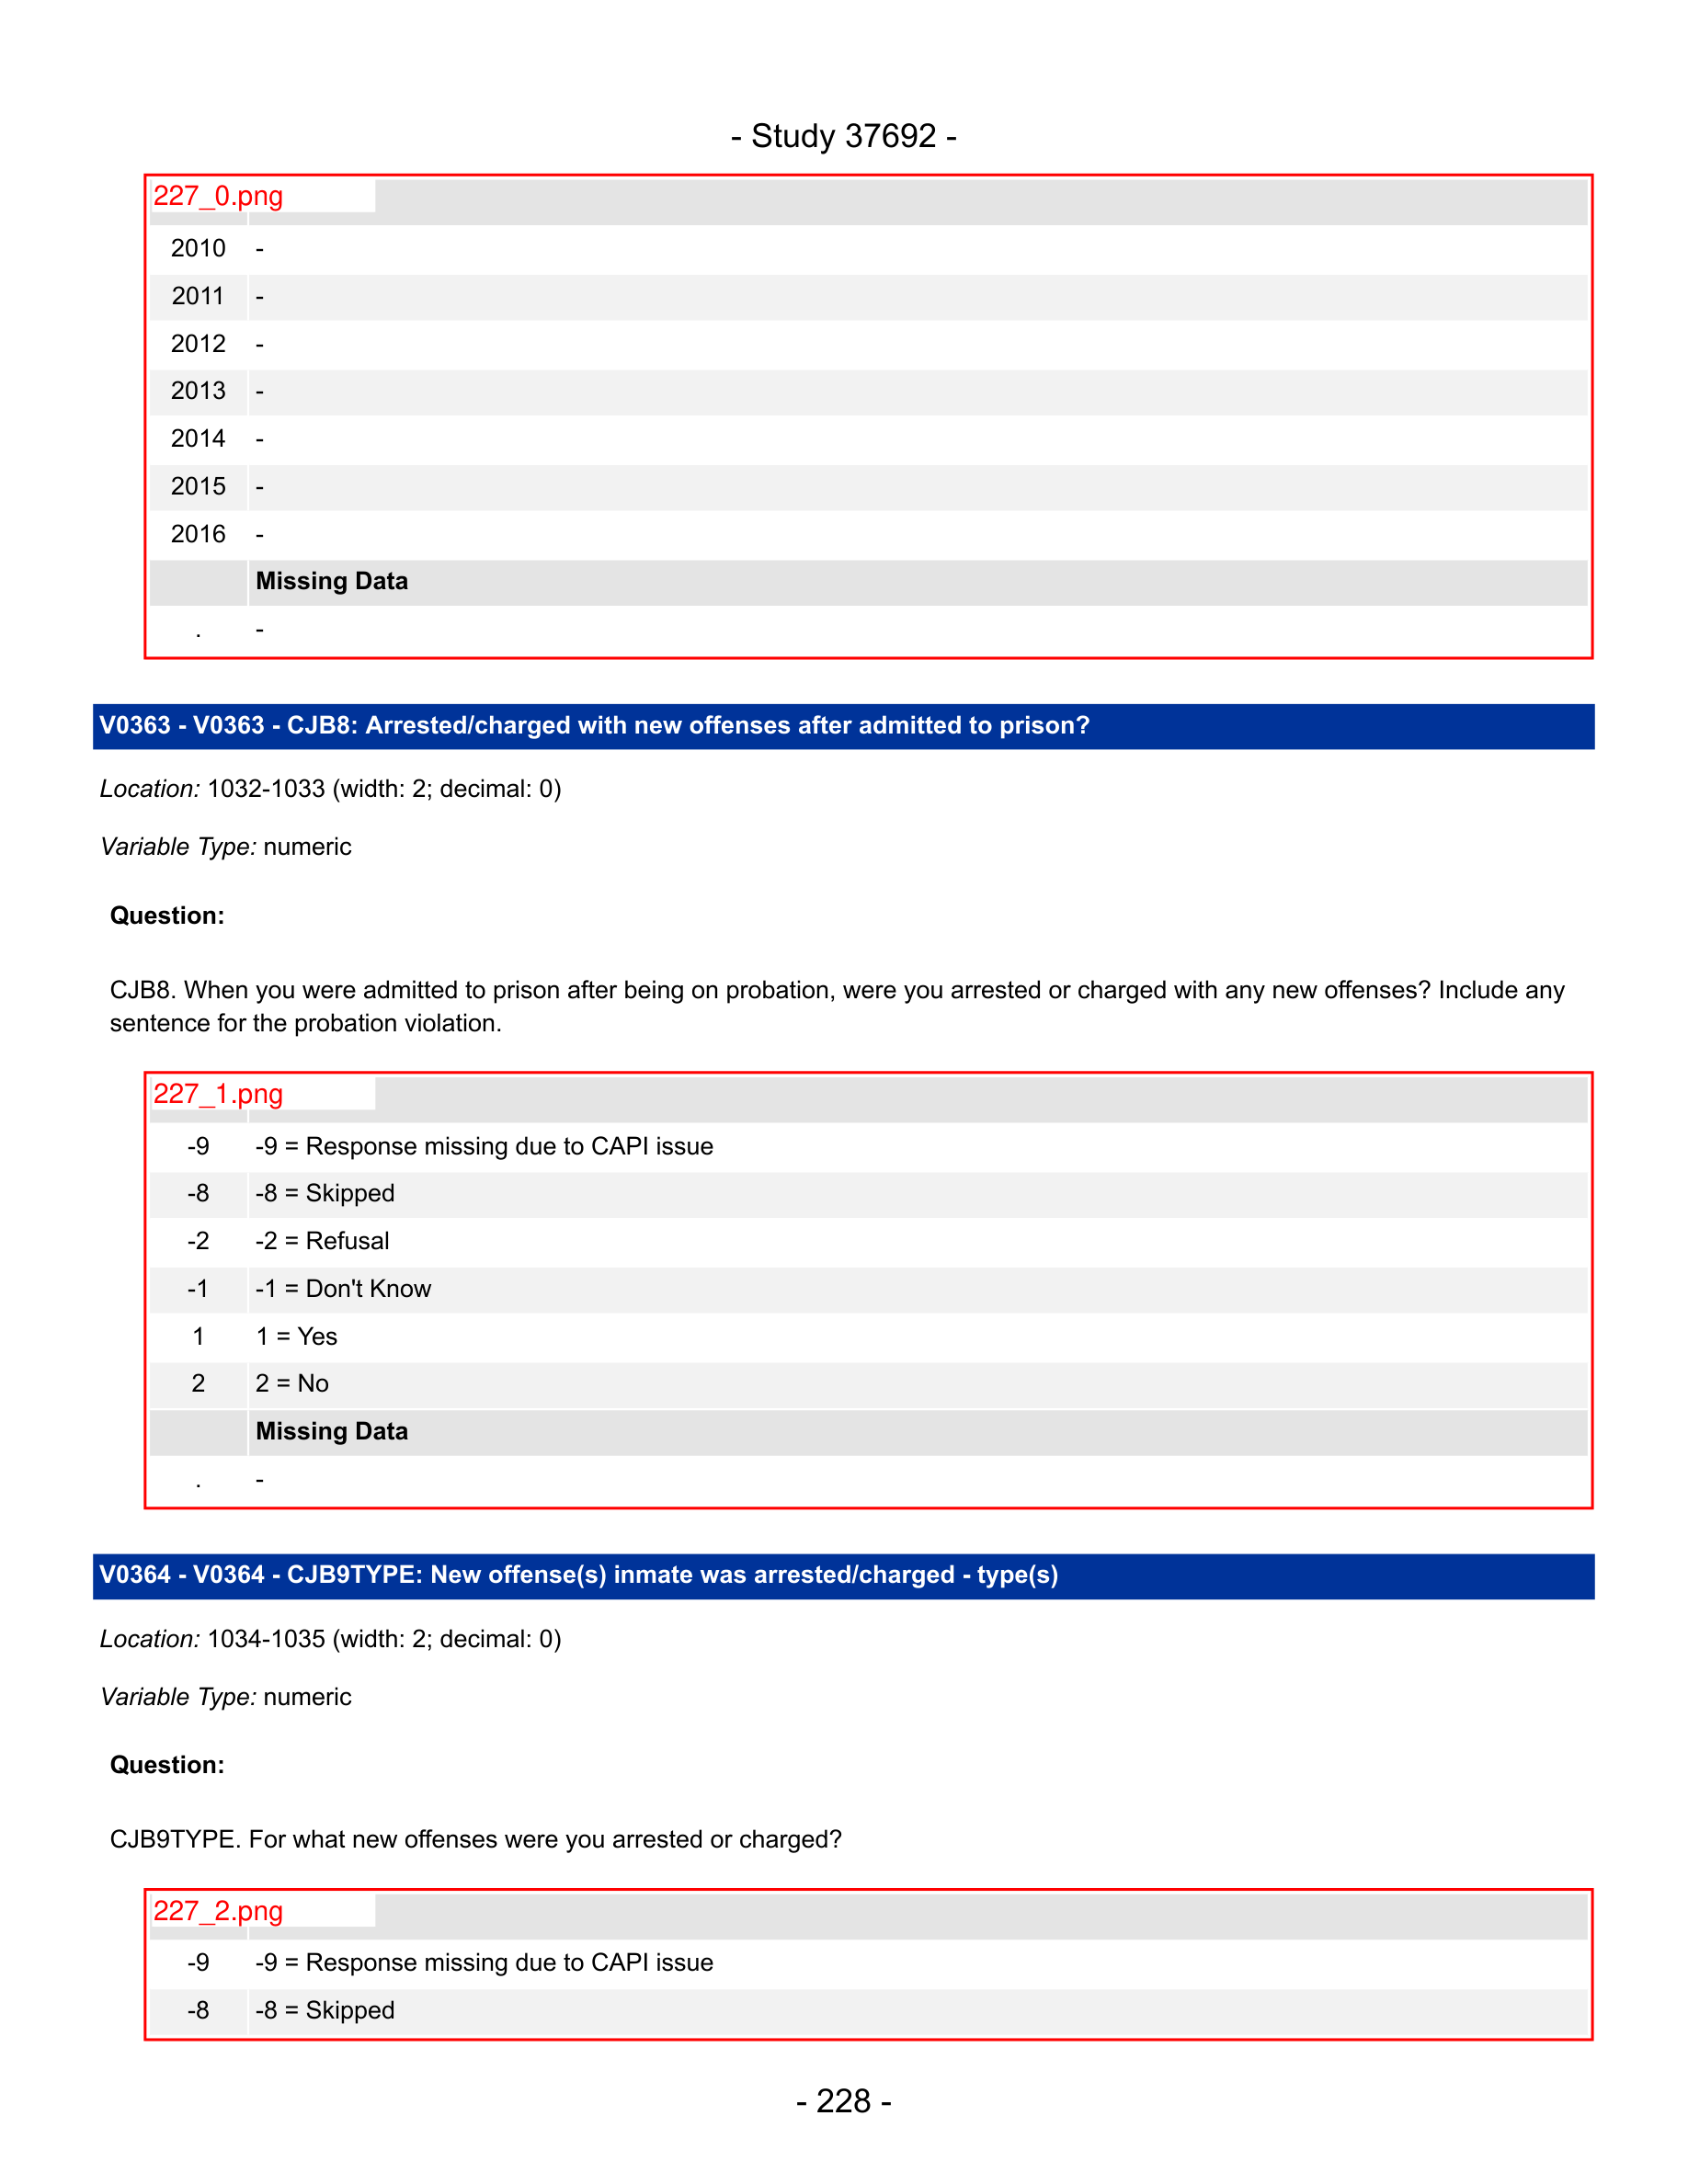 - Study 37692 -
227_0.png
2010 -
2011 -
2012 -
2013 -
2014 -
2015 -
2016 -
Missing Data
. -
V0363 - V0363 - CJB8: Arrested/charged with new offenses after admitted to prison?
Location: 1032-1033 (width: 2; decimal: 0)
Variable Type: numeric
Question:
CJB8. When you were admitted to prison after being on probation, were you arrested or charged with any new offenses? Include any
sentence for the probation violation.
227_1.png
-9 -9 = Response missing due to CAPI issue
-8 -8 = Skipped
-2 -2 = Refusal
-1 -1 = Don't Know
1 1 = Yes
2 2 = No
Missing Data
. -
V0364 - V0364 - CJB9TYPE: New offense(s) inmate was arrested/charged - type(s)
Location: 1034-1035 (width: 2; decimal: 0)
Variable Type: numeric
Question:
CJB9TYPE. For what new offenses were you arrested or charged?
227_2.png
-9 -9 = Response missing due to CAPI issue
-8 -8 = Skipped
- 228 -